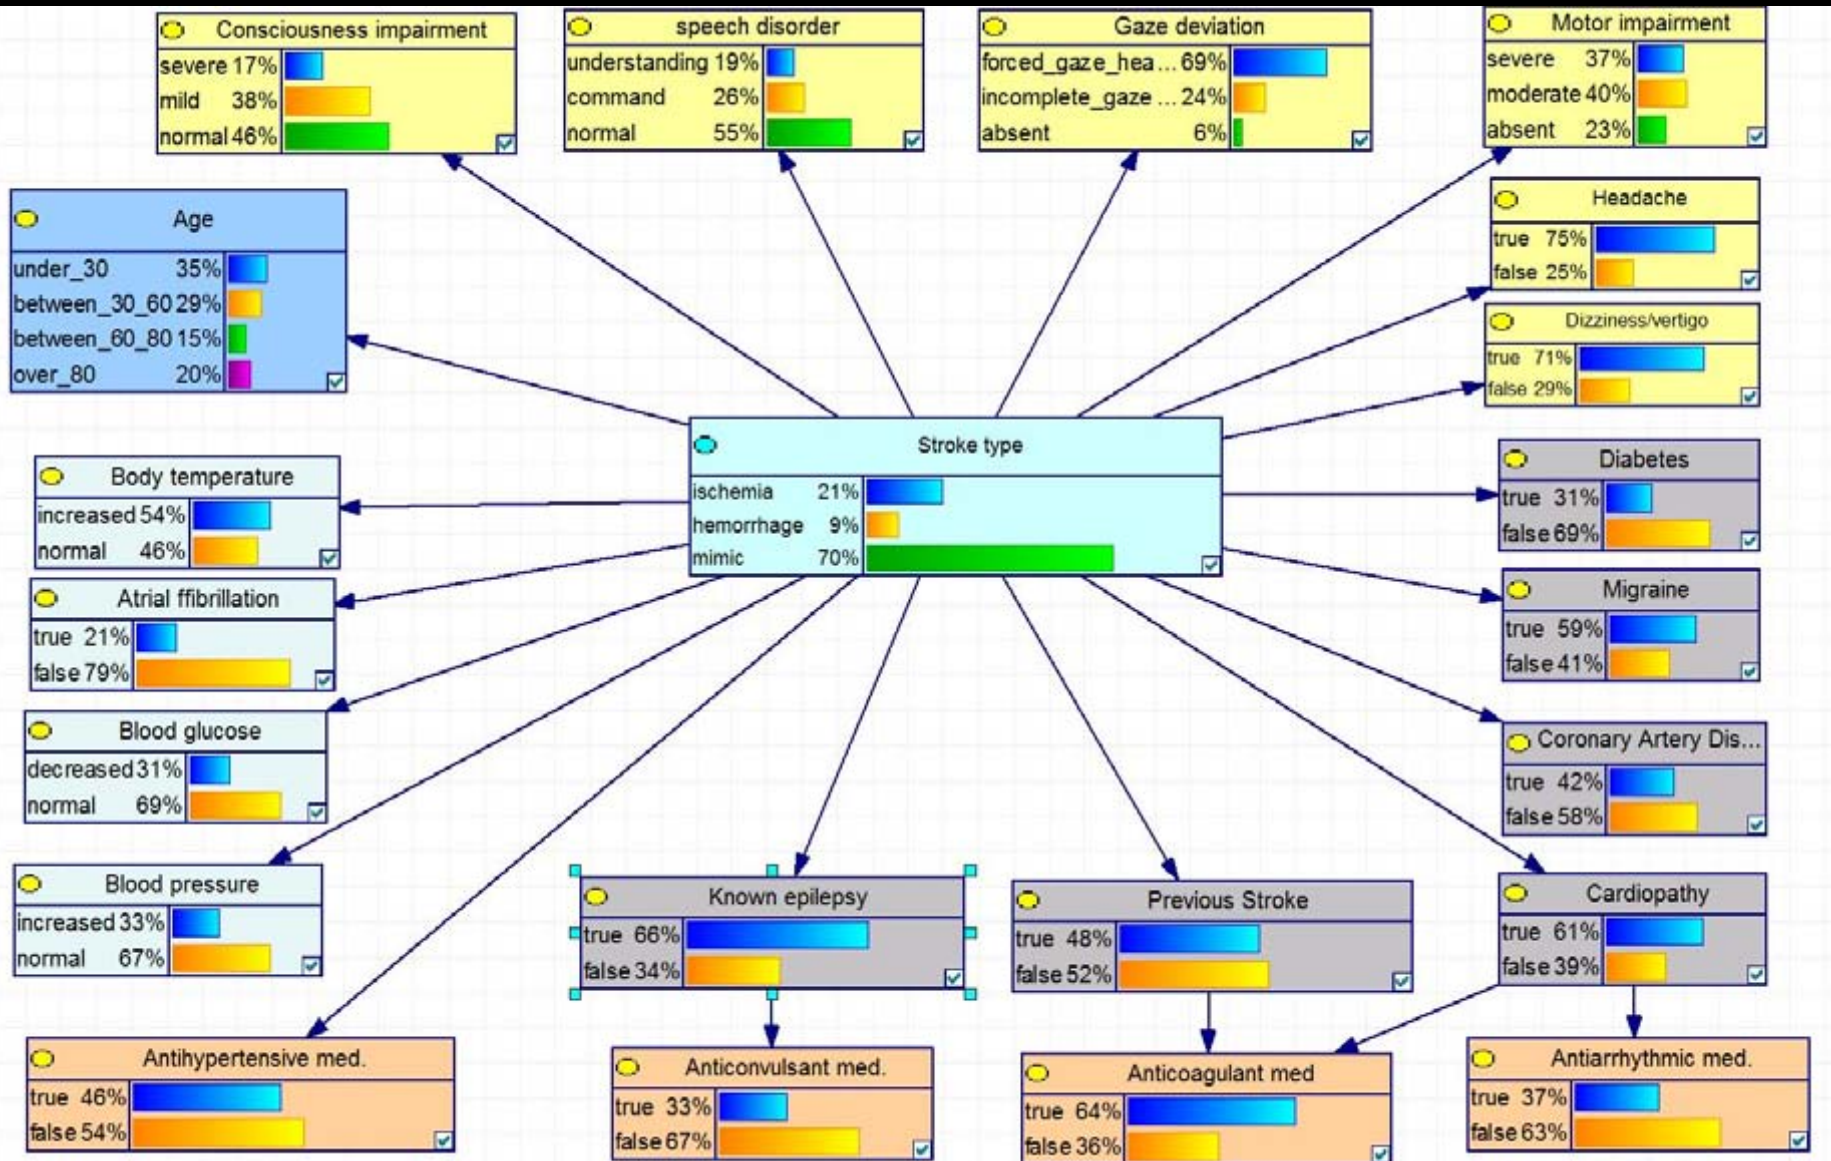 Consciousness impairment
severe 17%
mild 38%
normal 46%
speech disorder
understanding 19%
command 26%
normal 55%
Gaze deviation
forced_gaze_hea ... 69%
incomplete_gaze ... 24%
absent 6%
Motor impairment
severe 37%
moderate 40%
absent 23%
Age
under_30 35%
between_30_60 29%
between_60_80 15%
over_80 20%
Headache
true 75%
false 25%
Dizziness/vertigo
true 71%
false 29%
Stroke type
ischemia 21%
hemorrhage 9%
mimic 70%
Body temperature
increased 54%
normal 46%
Diabetes
true 31%
false 69%
Atrial ffibrillation
true 21%
false 79%
Migraine
true 59%
false 41%
Blood glucose
decreased 31%
normal 69%
Coronary Artery Dis...
true 42%
false 58%
Blood pressure
increased 33%
normal 67%
Known epilepsy
true 66%
false 34%
Previous Stroke
true 48%
false 52%
Cardiopathy
true 61%
false 39%
Antihypertensive med.
true 46%
false 54%
Anticonvulsant med.
true 33%
false 67%
Anticoagulant med
true 64%
false 36%
Antiarrhythmic med.
true 37%
false 63%